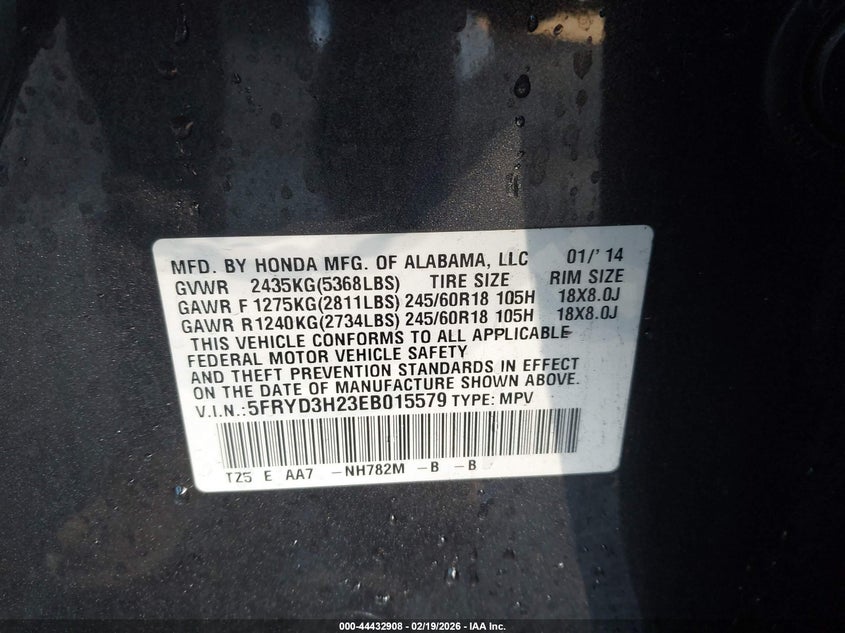 MFD. BY HONDA MFG. OF ALABAMA, LLC 01/' 14
GVWR 2435KG(5368LBS) TIRE SIZE RIM SIZE
GAWR F 1275KG(2811LBS) 245/60R18 105H 18X8.0J
GAWR R1240KG(2734LBS) 245/60R18 105H 18X8.0J
THIS VEHICLE CONFORMS TO ALL APPLICABLE
FEDERAL MOTOR VEHICLE SAFETY
AND THEFT PREVENTION STANDARDS IN EFFECT
ON THE DATE OF MANUFACTURE SHOWN ABOVE.
V.I.N.:5FRYD3H23EB015579 TYPE: MPV
TZ5 E AA7 -NH782M -B -B
000-44432908 - 02/19/2026 - IAA Inc.